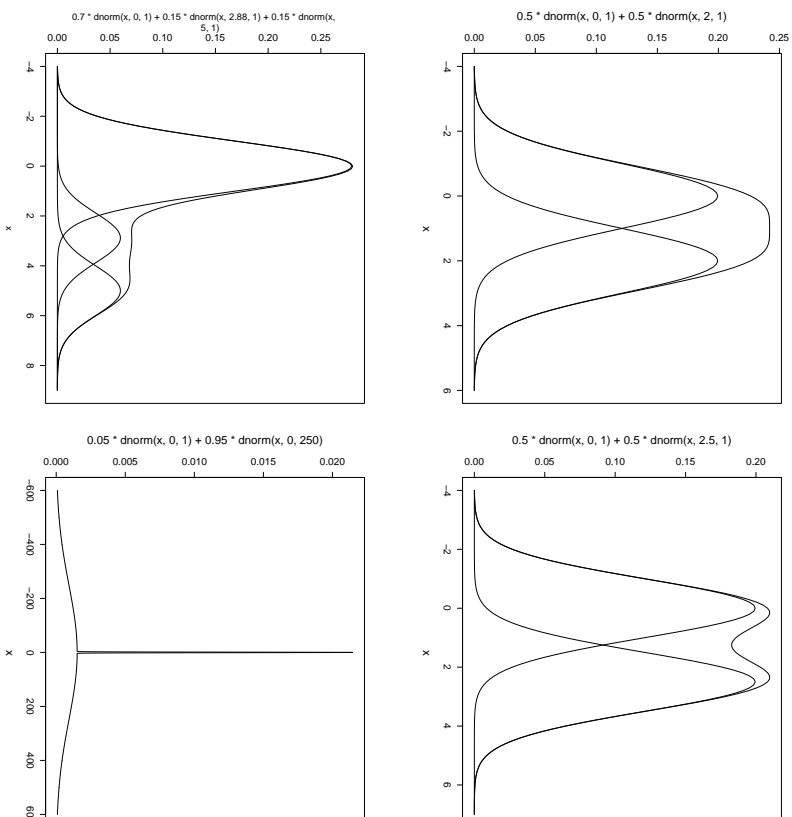 0.7 * dnorm(x, 0, 1) + 0.15 * dnorm(x, 2.88, 1) + 0.15 * dnorm(x,
5, 1)
0.00 0.05 0.10 0.15 0.20 0.25
−4 −2 0 2 4 6 8
x
0.5 * dnorm(x, 0, 1) + 0.5 * dnorm(x, 2, 1)
0.00 0.05 0.10 0.15 0.20 0.25
−4 −2 0 2 4 6
x
0.05 * dnorm(x, 0, 1) + 0.95 * dnorm(x, 0, 250)
0.000 0.005 0.010 0.015 0.020
−600 −400 −200 0 200 400 60
x
0.5 * dnorm(x, 0, 1) + 0.5 * dnorm(x, 2.5, 1)
0.00 0.05 0.10 0.15 0.20
−4 −2 0 2 4 6
x